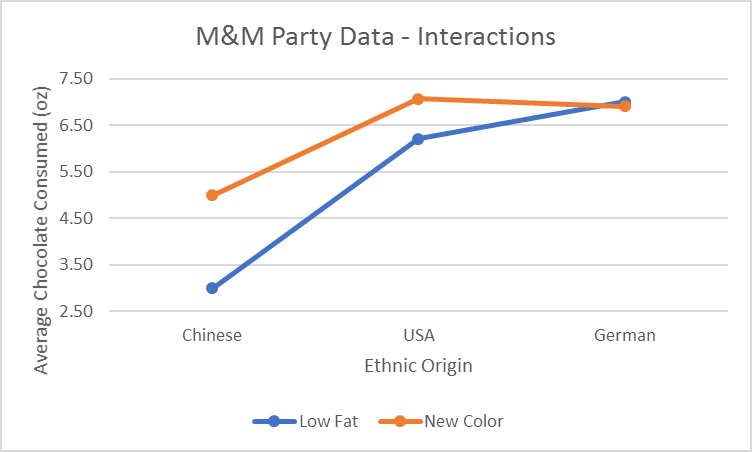 M&M Party Data - Interactions
Average Chocolate Consumed (oz)
7.50
6.50
5.50
4.50
3.50
2.50
Chinese USA German
Ethnic Origin
Low Fat New Color